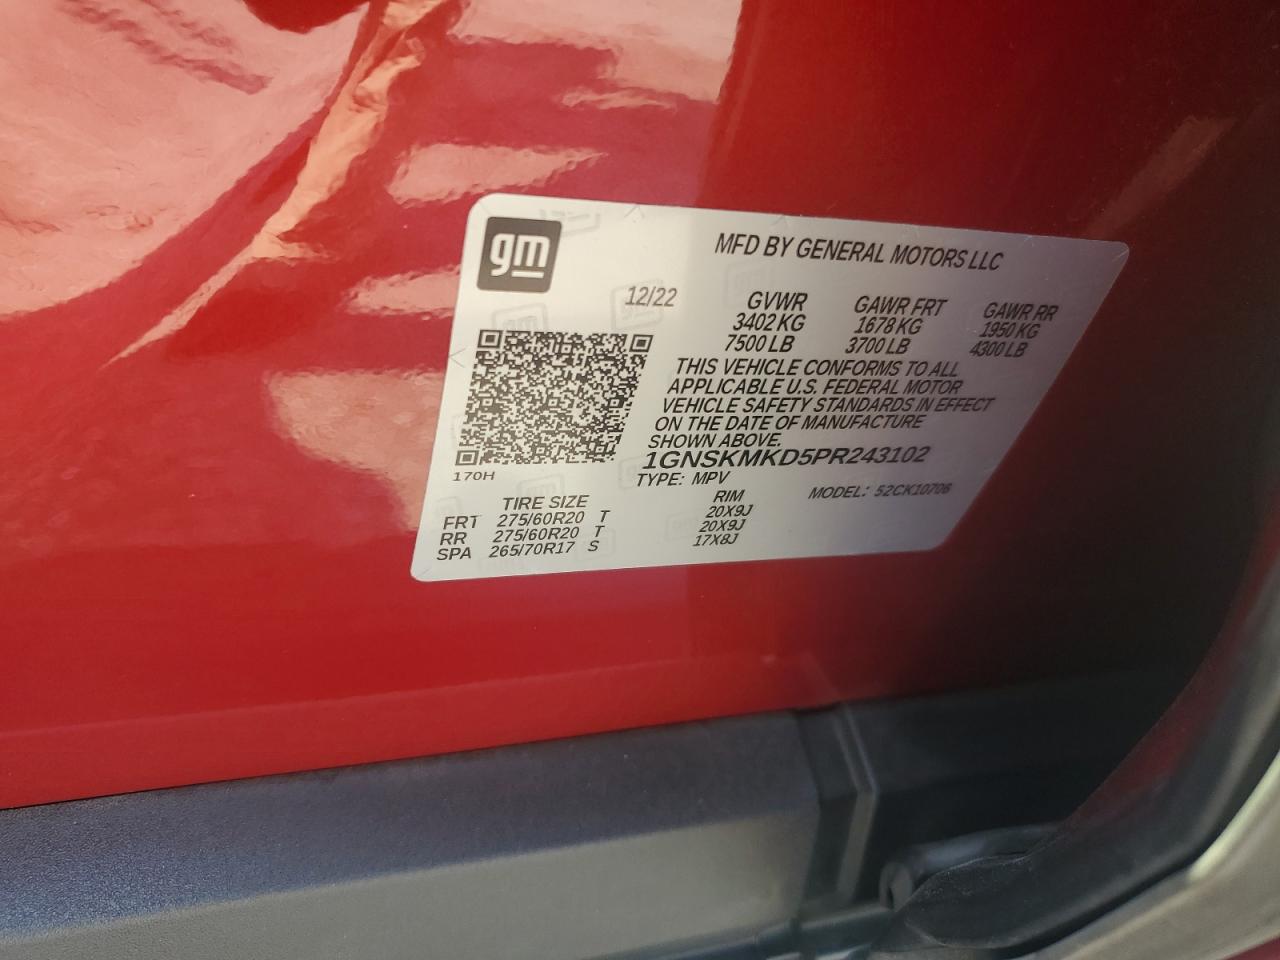 gm
MFD BY GENERAL MOTORS LLC
12/22 GVWR GAWR FRT GAWR RR
3402 KG 1678 KG 1950 KG
7500 LB 3700 LB 4300 LB
THIS VEHICLE CONFORMS TO ALL
APPLICABLE U.S. FEDERAL MOTOR
VEHICLE SAFETY STANDARDS IN EFFECT
ON THE DATE OF MANUFACTURE
SHOWN ABOVE.
1GNSKMKD5PR243102
170H TYPE: MPV MODEL: 52CK10706
TIRE SIZE RIM
FRT 275/60R20 T 20X9J
RR 275/60R20 T 20X9J
SPA 265/70R17 S 17X8J